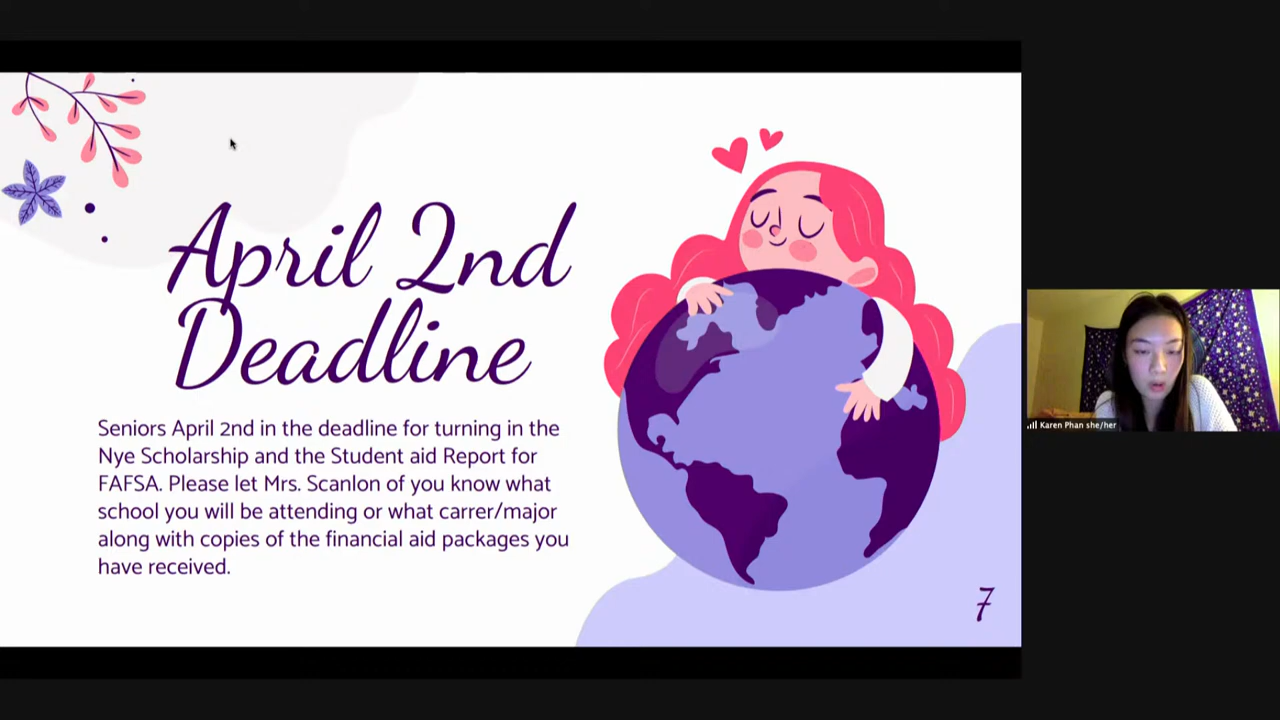 April 2nd
Deadline
Seniors April 2nd in the deadline for turning in the
Nye Scholarship and the Student aid Report for
FAFSA. Please let Mrs. Scanlon of you know what
school you will be attending or what carrer/major
along with copies of the financial aid packages you
have received.
7
Karen Phan she/her